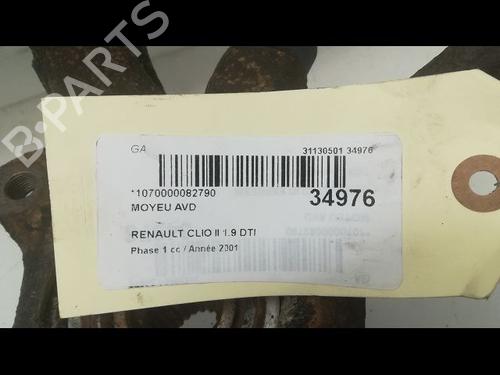 B-PARTS
GA
31130501 34976
*1070000082790
34976
MOYEU AVD
RENAULT CLIO II 1.9 DTI
Phase 1 cc / Année 2001